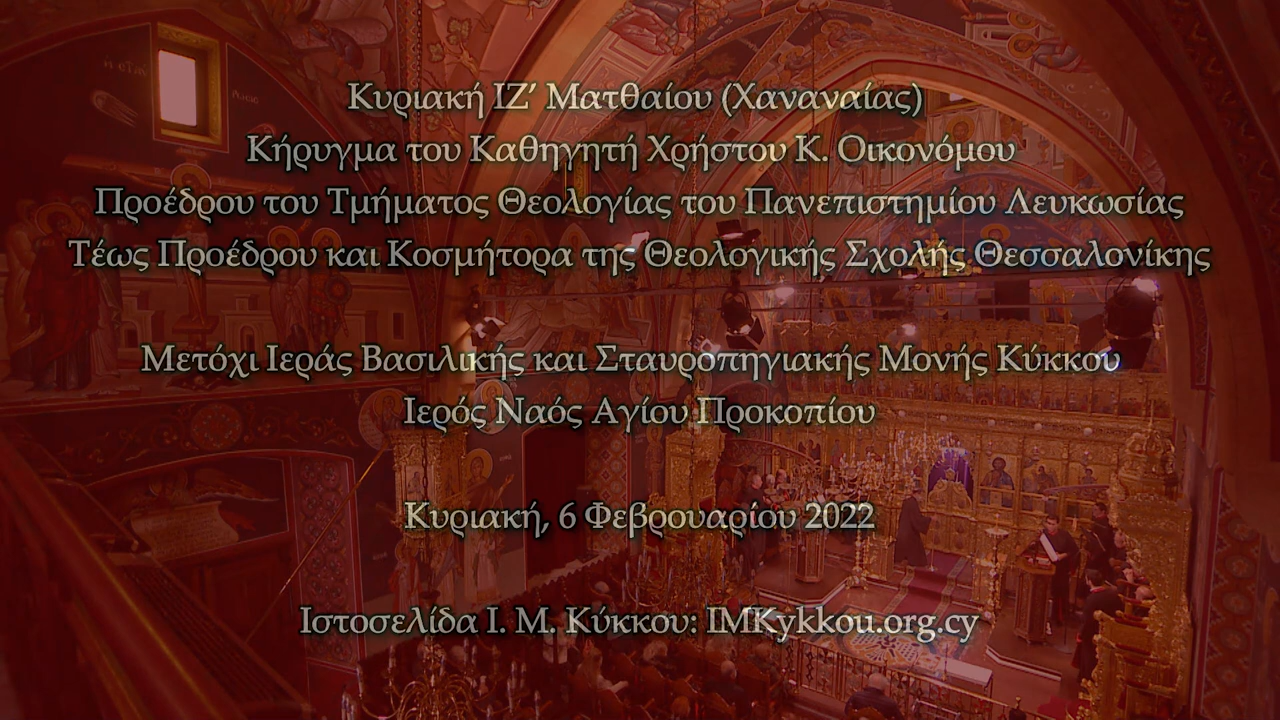 Κυριακή ΙΖ’ Ματθαίου (Χαναναίας)
Κήρυγμα του Καθηγητή Χρήστου Κ. Οικονόμου
Προέδρου του Τμήματος Θεολογίας του Πανεπιστημίου Λευκωσίας
Τέως Προέδρου και Κοσμήτορα της Θεολογικής Σχολής Θεσσαλονίκης
Μετόχι Ιεράς Βασιλικής και Σταυροπηγιακής Μονής Κύκκου
Ιερός Ναός Αγίου Προκοπίου
Κυριακή, 6 Φεβρουαρίου 2022
Ιστοσελίδα Ι. Μ. Κύκκου: IMKykkou.org.cy